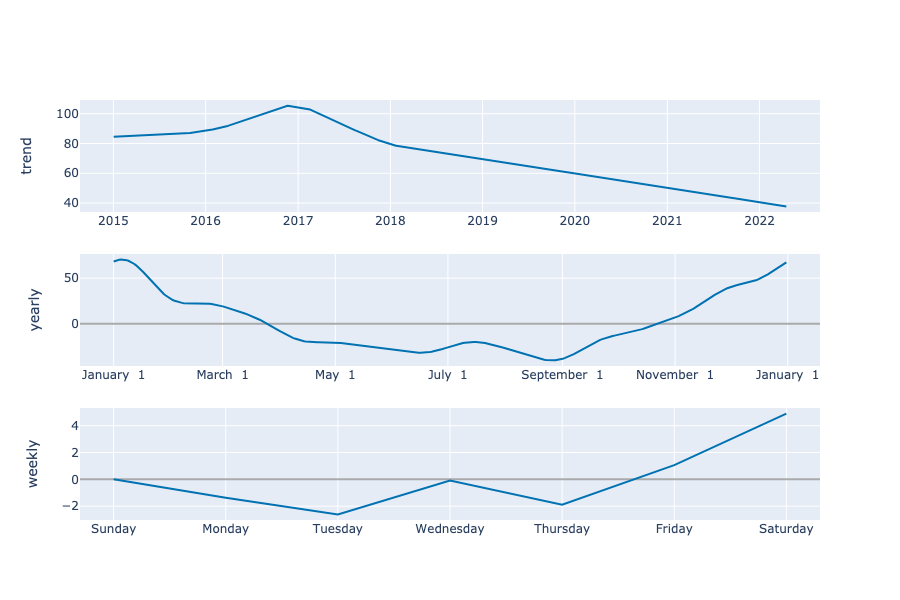 trend
100
80
60
40
2015 2016 2017 2018 2019 2020 2021 2022
yearly
50
0
January 1 March 1 May 1 July 1 September 1 November 1 January 1
weekly
4
2
0
−2
Sunday Monday Tuesday Wednesday Thursday Friday Saturday